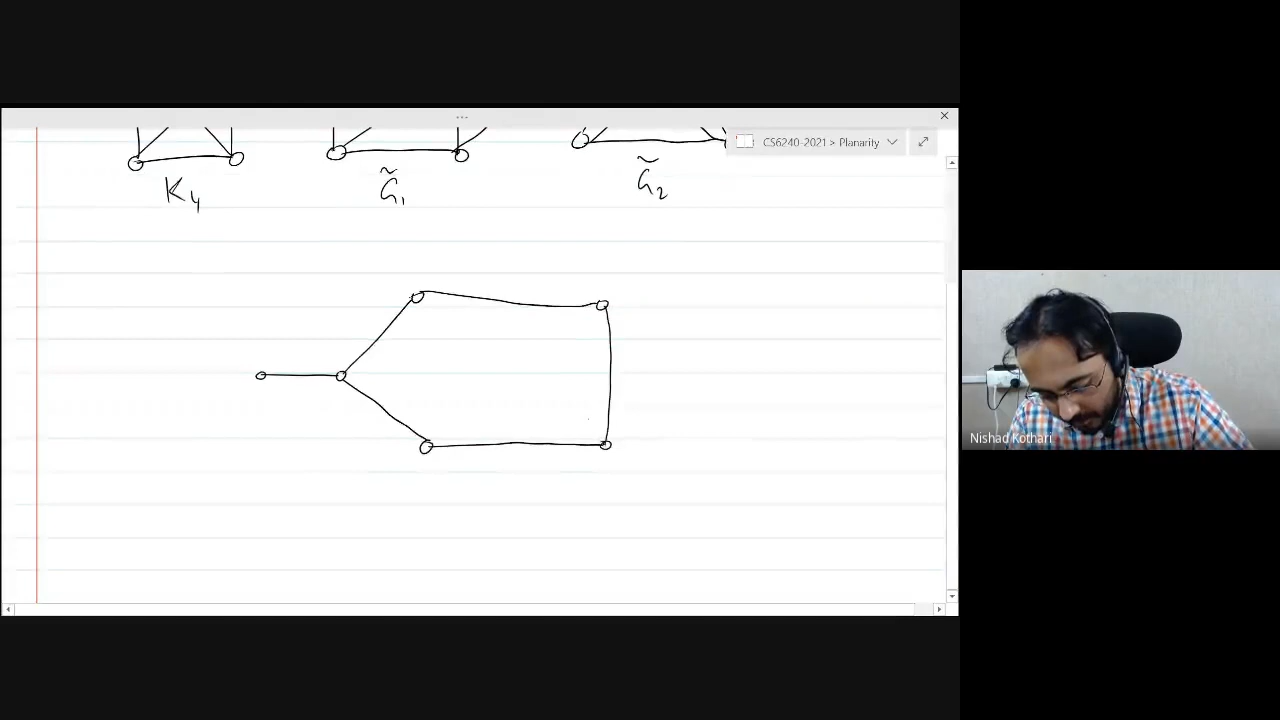 CS6240-2021 > Planarity
K₄ G̃₁ G̃₂
Nishad Kothari